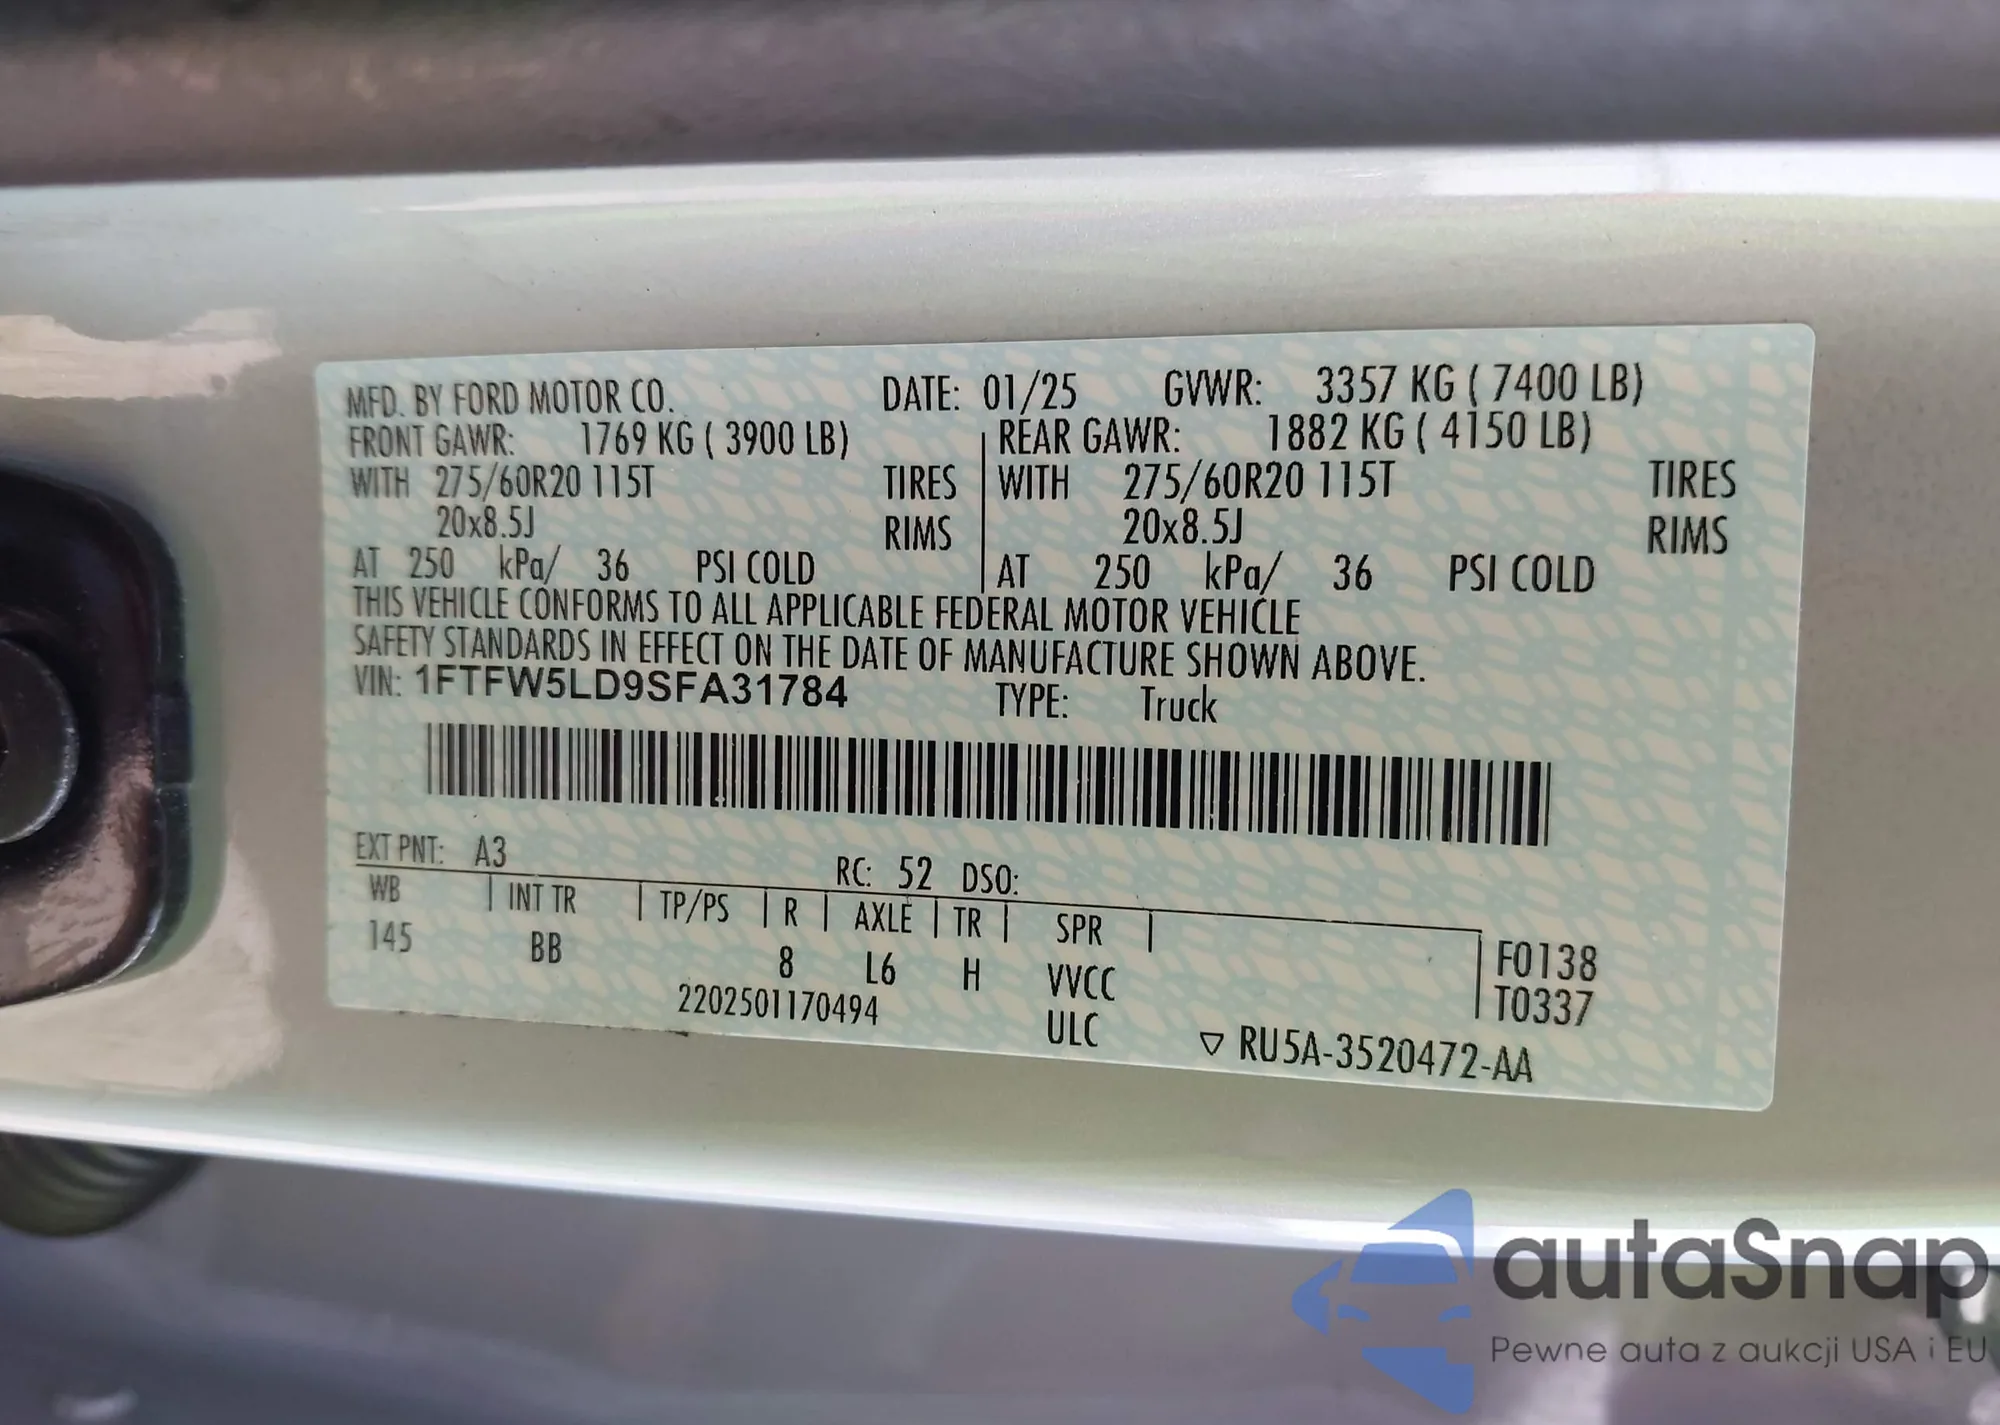 MFD. BY FORD MOTOR CO. DATE: 01/25 GVWR: 3357 KG ( 7400 LB)
FRONT GAWR: 1769 KG ( 3900 LB) REAR GAWR: 1882 KG ( 4150 LB)
WITH 275/60R20 115T TIRES WITH 275/60R20 115T TIRES
20x8.5J RIMS 20x8.5J RIMS
AT 250 kPa/ 36 PSI COLD AT 250 kPa/ 36 PSI COLD
THIS VEHICLE CONFORMS TO ALL APPLICABLE FEDERAL MOTOR VEHICLE
SAFETY STANDARDS IN EFFECT ON THE DATE OF MANUFACTURE SHOWN ABOVE.
VIN: 1FTFW5LD9SFA31784 TYPE: Truck
EXT PNT: A3 RC: 52 DSO:
WB INT TR TP/PS R AXLE TR SPR
145 BB 8 L6 H VVCC F0138
2202501170494 ULC T0337
RU5A-3520472-AA
autaSnap
Pewne auta z aukcji USA i EU